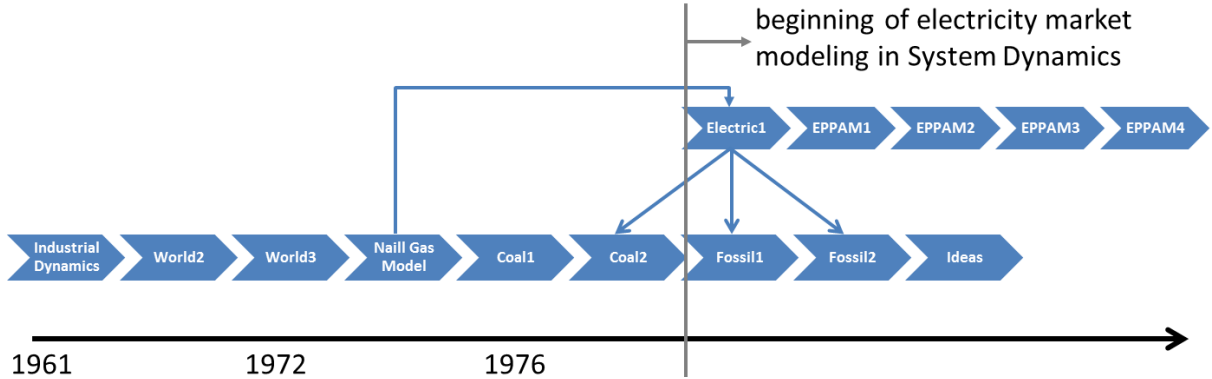 beginning of electricity market
modeling in System Dynamics
Electric1
EPPAM1
EPPAM2
EPPAM3
EPPAM4
Industrial
Dynamics
World2
World3
Naill Gas
Model
Coal1
Coal2
Fossil1
Fossil2
Ideas
1961
1972
1976